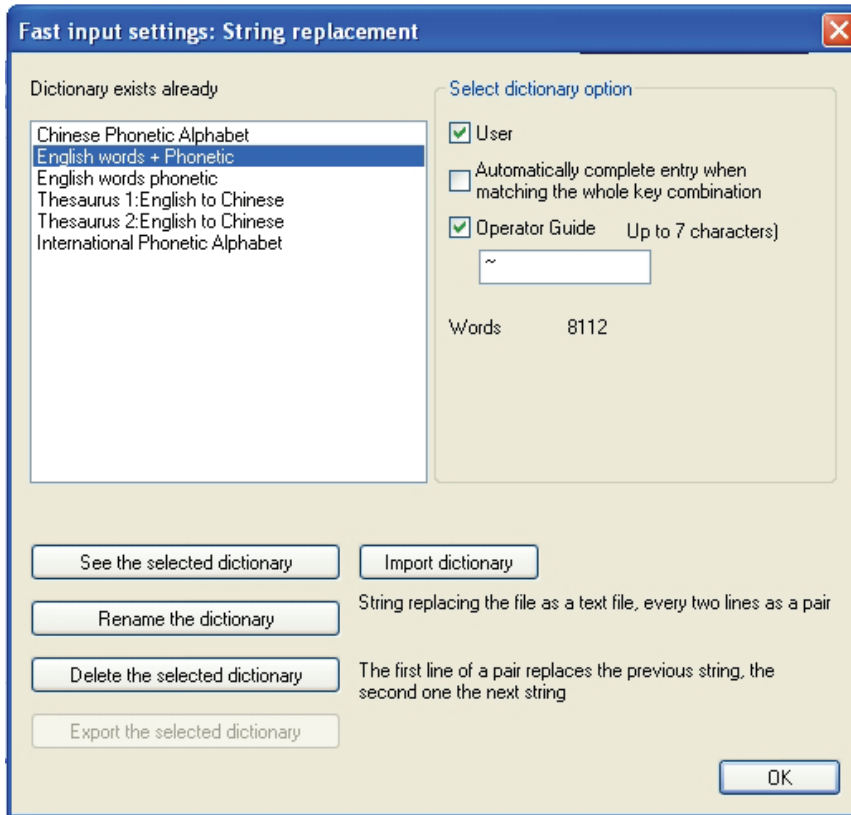 Fast input settings: String replacement
Dictionary exists already
Chinese Phonetic Alphabet
English words + Phonetic
English words phonetic
Thesaurus 1:English to Chinese
Thesaurus 2:English to Chinese
International Phonetic Alphabet
Select dictionary option
User
Automatically complete entry when
matching the whole key combination
Operator Guide Up to 7 characters)
~
Words 8112
See the selected dictionary
Import dictionary
Rename the dictionary
String replacing the file as a text file, every two lines as a pair
Delete the selected dictionary
The first line of a pair replaces the previous string, the
second one the next string
Export the selected dictionary
OK